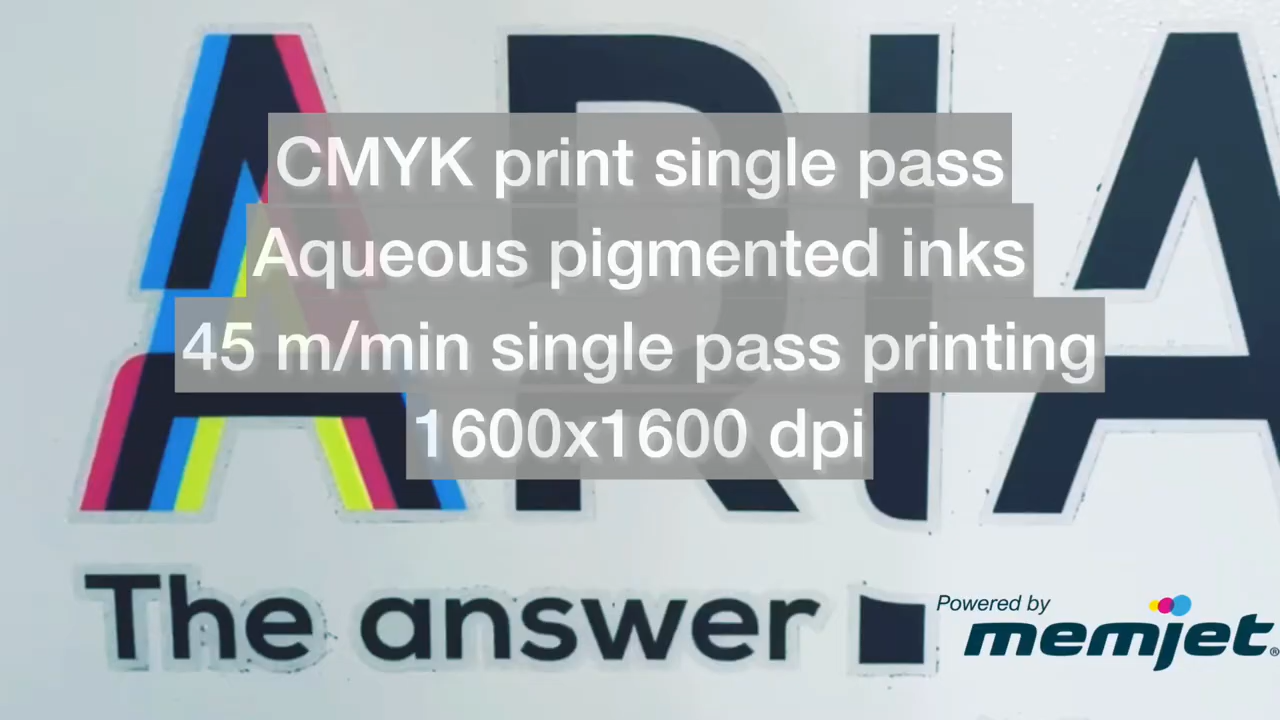 ARIA
CMYK print single pass
Aqueous pigmented inks
45 m/min single pass printing
1600x1600 dpi
The answer
Powered by
memjet®